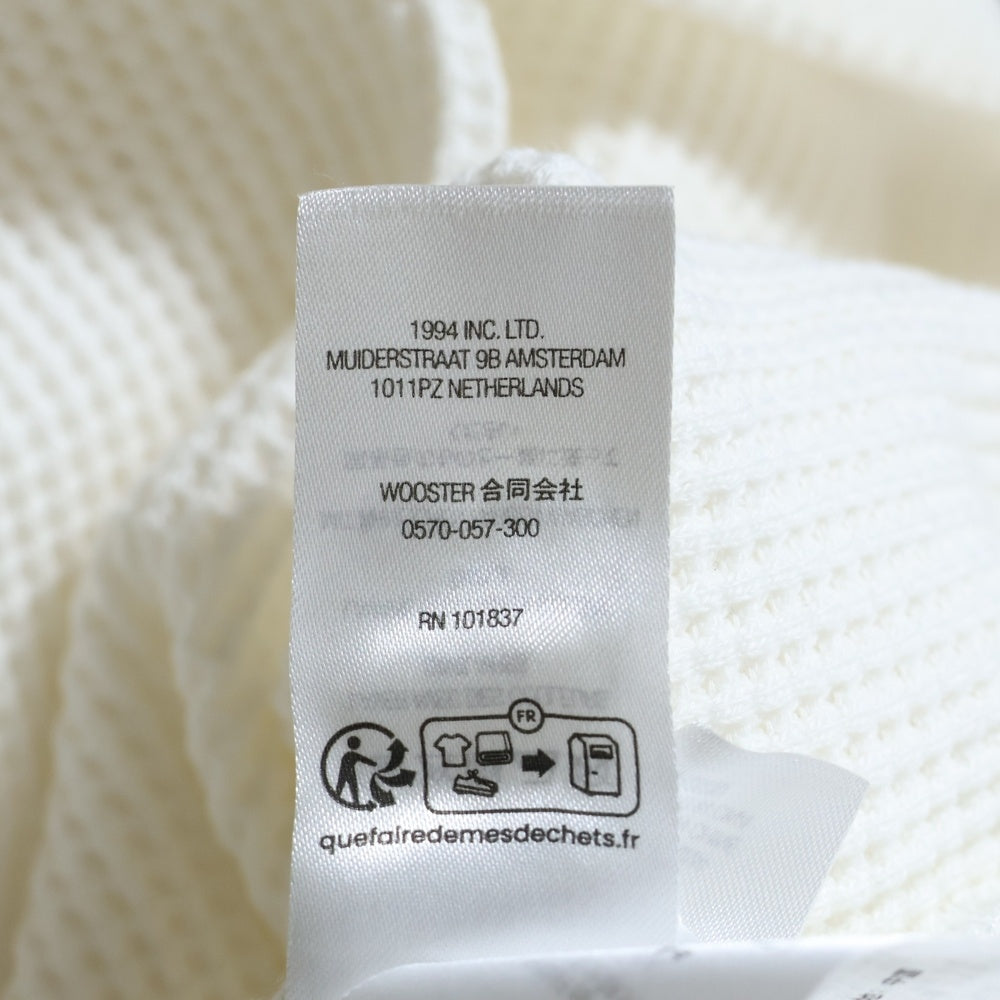 1994 INC. LTD.
MUIDERSTRAAT 9B AMSTERDAM
1011PZ NETHERLANDS
WOOSTER 合同会社
0570-057-300
RN 101837
FR
quefairedemesdechets.fr